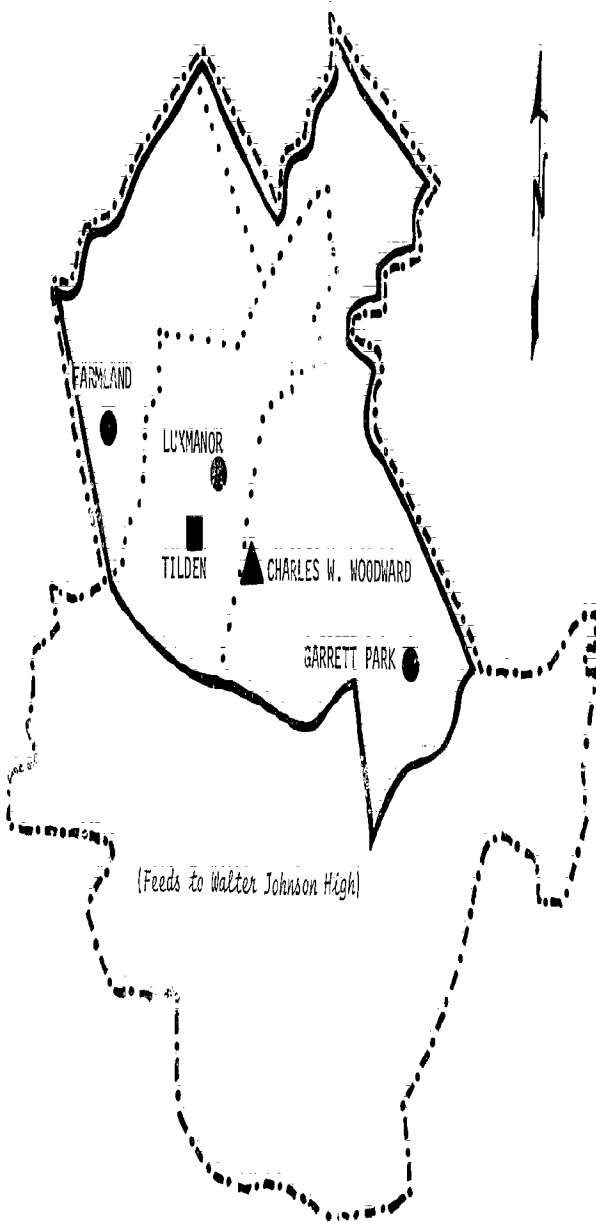 N
FARMLAND
LUXMANOR
TILDEN
CHARLES W. WOODWARD
GARRETT PARK
(Feeds to Walter Johnson High)